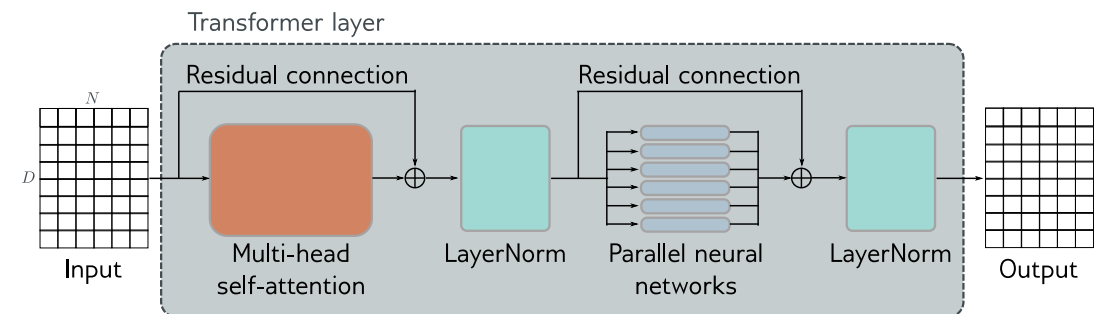 Transformer layer
Residual connection
Residual connection
N
D
Multi-head
self-attention
LayerNorm
Parallel neural
networks
LayerNorm
Input
Output